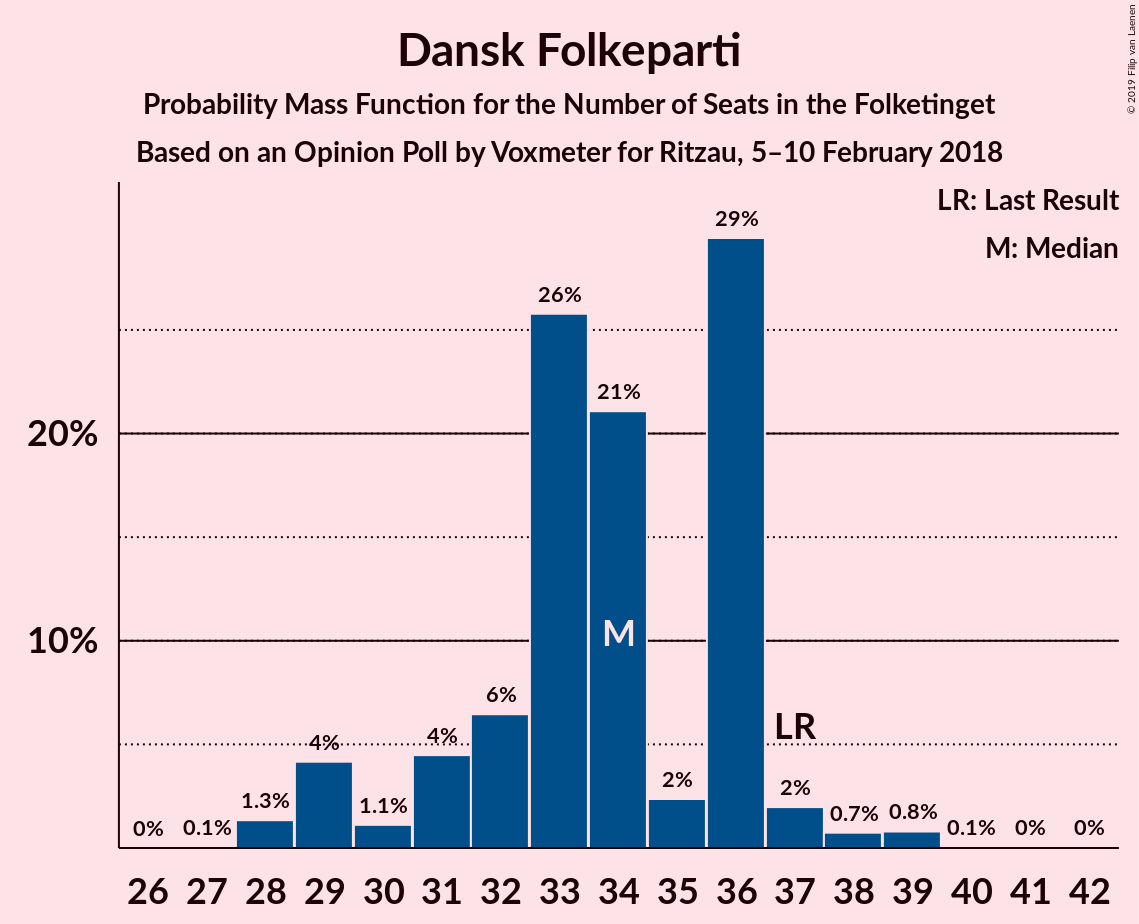 Dansk Folkeparti
Probability Mass Function for the Number of Seats in the Folketinget
Based on an Opinion Poll by Voxmeter for Ritzau, 5–10 February 2018
© 2019 Filip van Laenen
LR: Last Result
M: Median
20%
10%
0%
0.1%
1.3%
4%
1.1%
4%
6%
26%
21%
2%
29%
2%
0.7%
0.8%
0.1%
0%
0%
M
LR
26 27 28 29 30 31 32 33 34 35 36 37 38 39 40 41 42